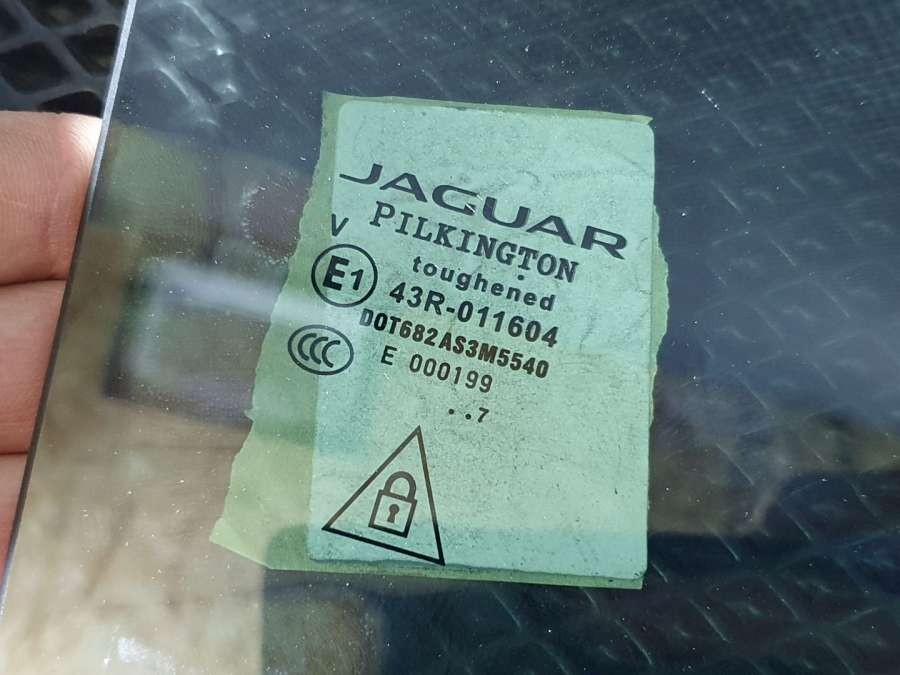 JAGUAR
PILKINGTON
V
toughened
E1
43R-011604
DOT682AS3M5540
CCC
E 000199
..7